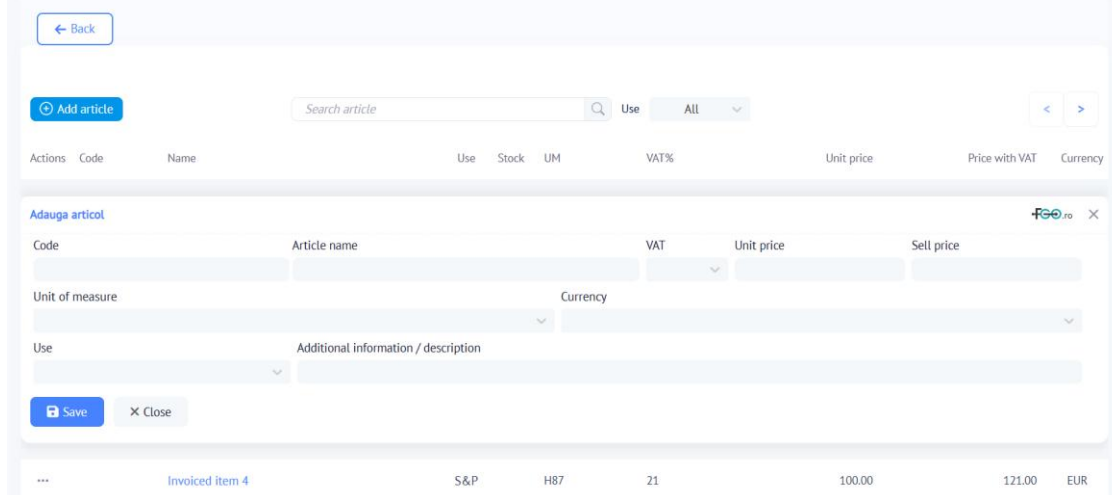 ← Back
Add article Search article Use All < >
Actions Code Name Use Stock UM VAT% Unit price Price with VAT Currency
Adauga articol FGO.ro
Code Article name VAT Unit price Sell price
Unit of measure Currency
Use Additional information / description
Save × Close
... Invoiced item 4 S&P H87 21 100.00 121.00 EUR